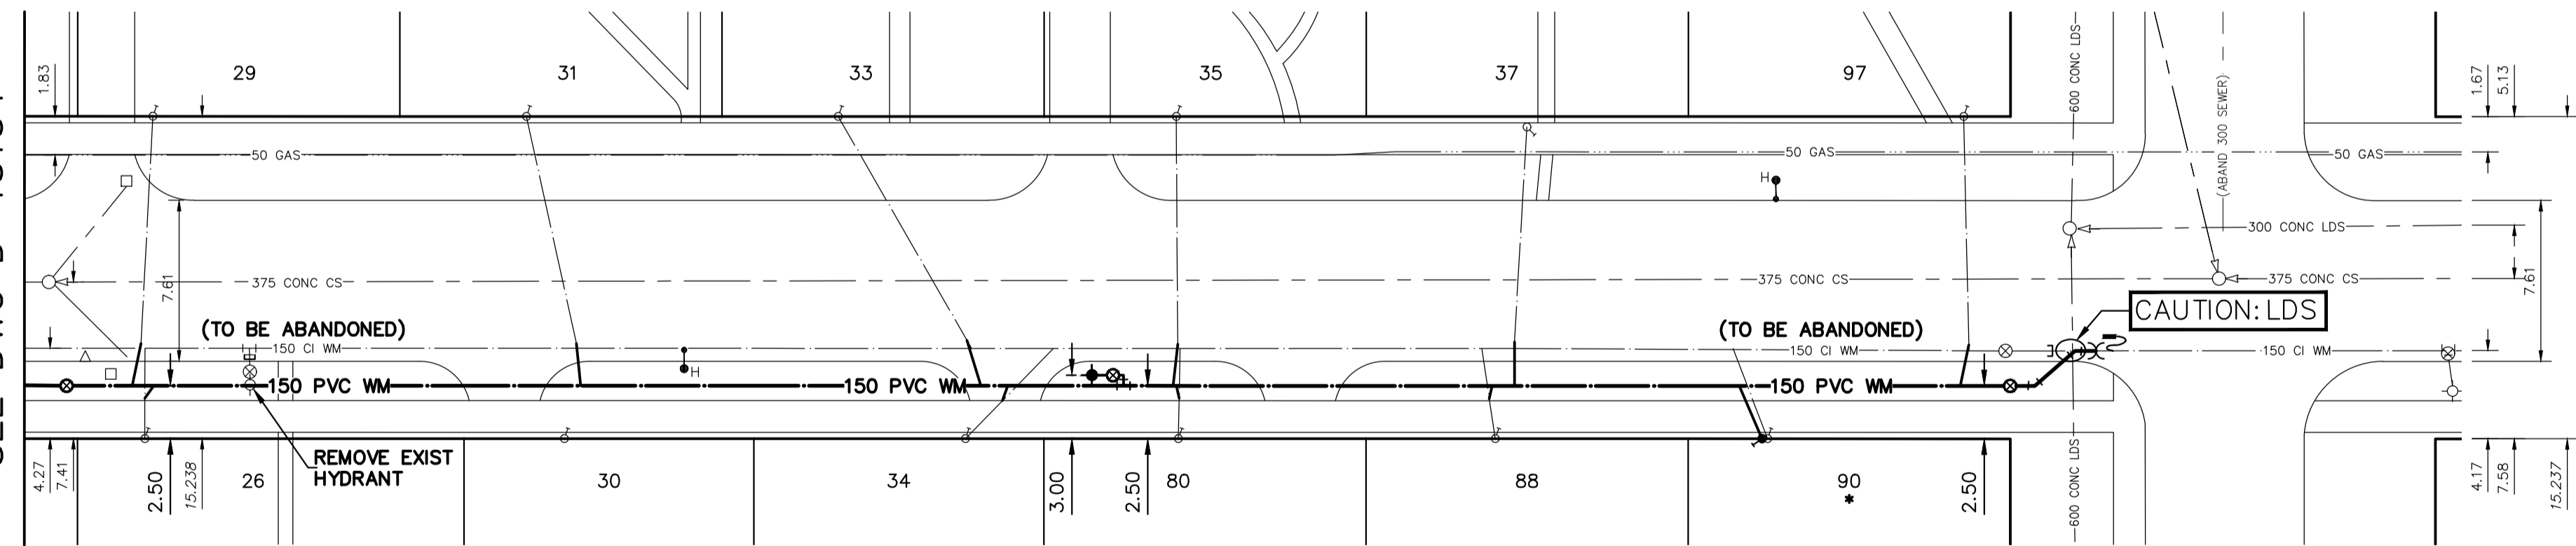 29
31
33
35
37
97
1.83
600 CONC LDS
(ABAND 300 SEWER)
1.67
5.13
50 GAS
50 GAS
50 GAS
H
300 CONC LDS
7.61
375 CONC CS
375 CONC CS
375 CONC CS
7.61
CAUTION: LDS
(TO BE ABANDONED)
(TO BE ABANDONED)
150 CI WM
150 CI WM
150 CI WM
H
150 PVC WM
150 PVC WM
150 PVC WM
REMOVE EXIST
HYDRANT
4.27
7.41
2.50
15.238
26
30
34
3.00
2.50
80
88
90
*
2.50
600 CONC LDS
4.17
7.58
15.237